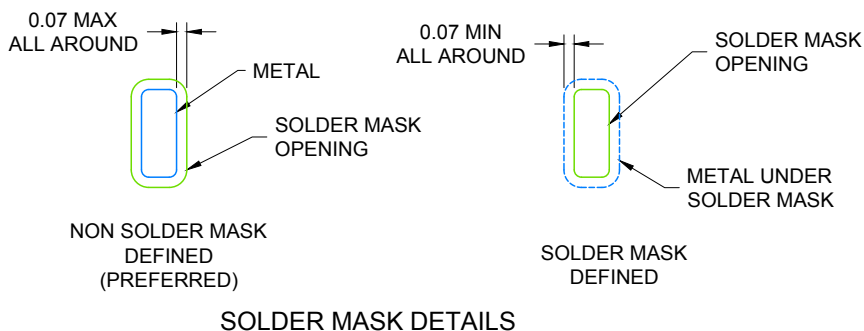 0.07 MAX
ALL AROUND
METAL
SOLDER MASK
OPENING
NON SOLDER MASK
DEFINED
(PREFERRED)
0.07 MIN
ALL AROUND
SOLDER MASK
OPENING
METAL UNDER
SOLDER MASK
SOLDER MASK
DEFINED
SOLDER MASK DETAILS